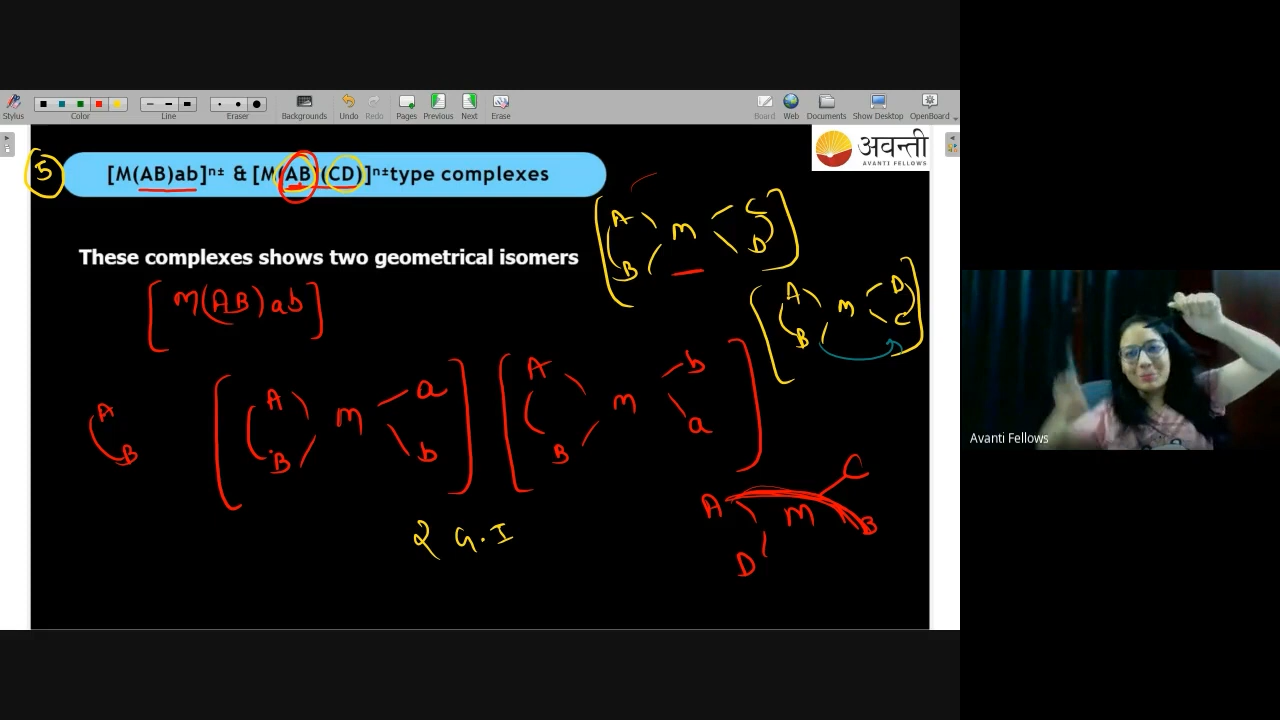 Stylus
Color
Line
Eraser
Backgrounds
Undo
Redo
Pages
Previous
Next
Erase
Board
Web
Documents
Show Desktop
OpenBoard
अवन्ती
AVANTI FELLOWS
5
[M(AB)ab]ⁿ± & [M(AB)(CD)]ⁿ±type complexes
These complexes shows two geometrical isomers
[M(AB)ab]
A M C
B D
A M D
B C
A
B
A M a
B b
A M b
B a
2 G.I
A M B
C
D
Avanti Fellows